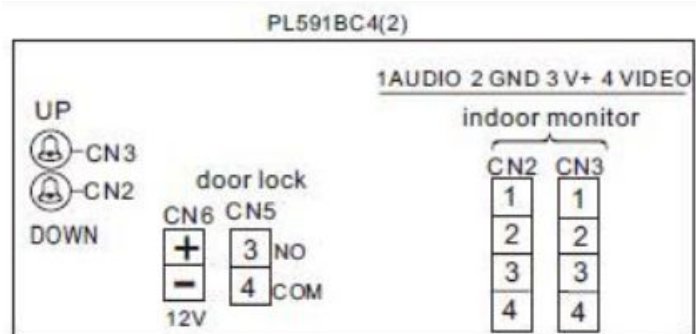 PL591BC4(2)
1AUDIO 2 GND 3 V+ 4 VIDEO
indoor monitor
UP
CN3
CN2
DOWN
door lock
CN6 CN5
+ 3 NO
- 4 COM
12V
CN2 CN3
1 1
2 2
3 3
4 4